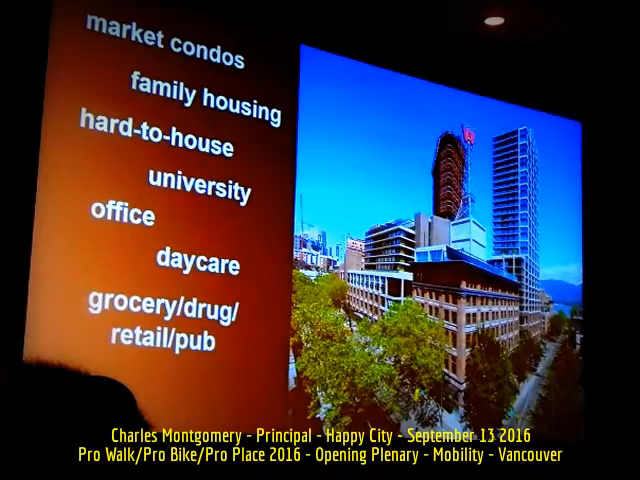 market condos
family housing
hard-to-house
university
office
daycare
grocery/drug/
retail/pub
Charles Montgomery - Principal - Happy City - September 13 2016
Pro Walk/Pro Bike/Pro Place 2016 - Opening Plenary - Mobility - Vancouver